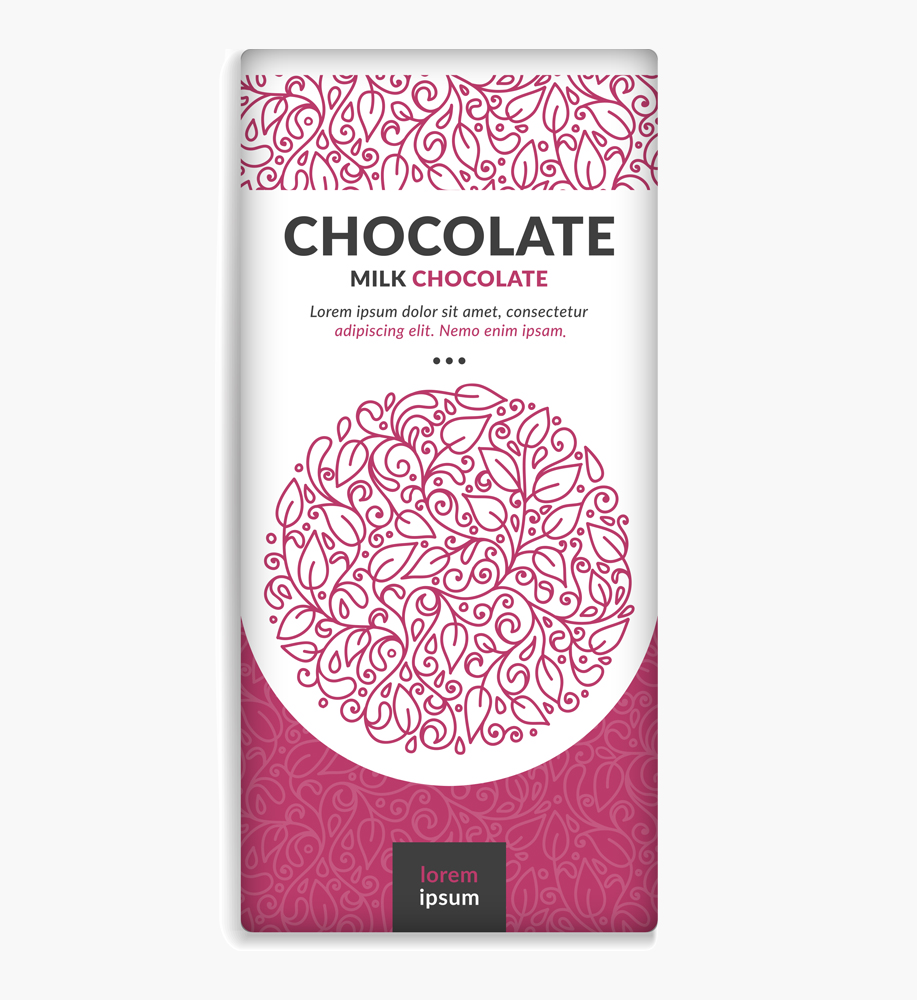 CHOCOLATE
MILK CHOCOLATE
Lorem ipsum dolor sit amet, consectetur
adipiscing elit. Nemo enim ipsam.
lorem
ipsum